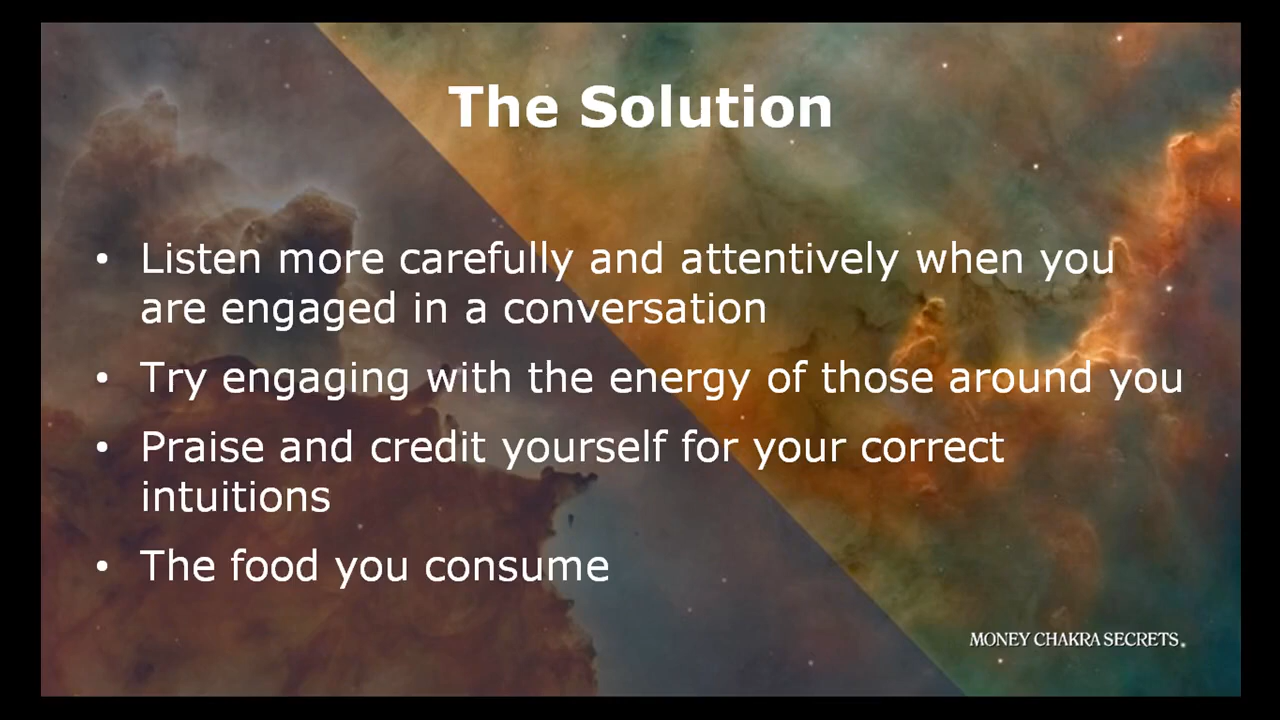 The Solution
• Listen more carefully and attentively when you
are engaged in a conversation
• Try engaging with the energy of those around you
• Praise and credit yourself for your correct
intuitions
• The food you consume
MONEY CHAKRA SECRETS